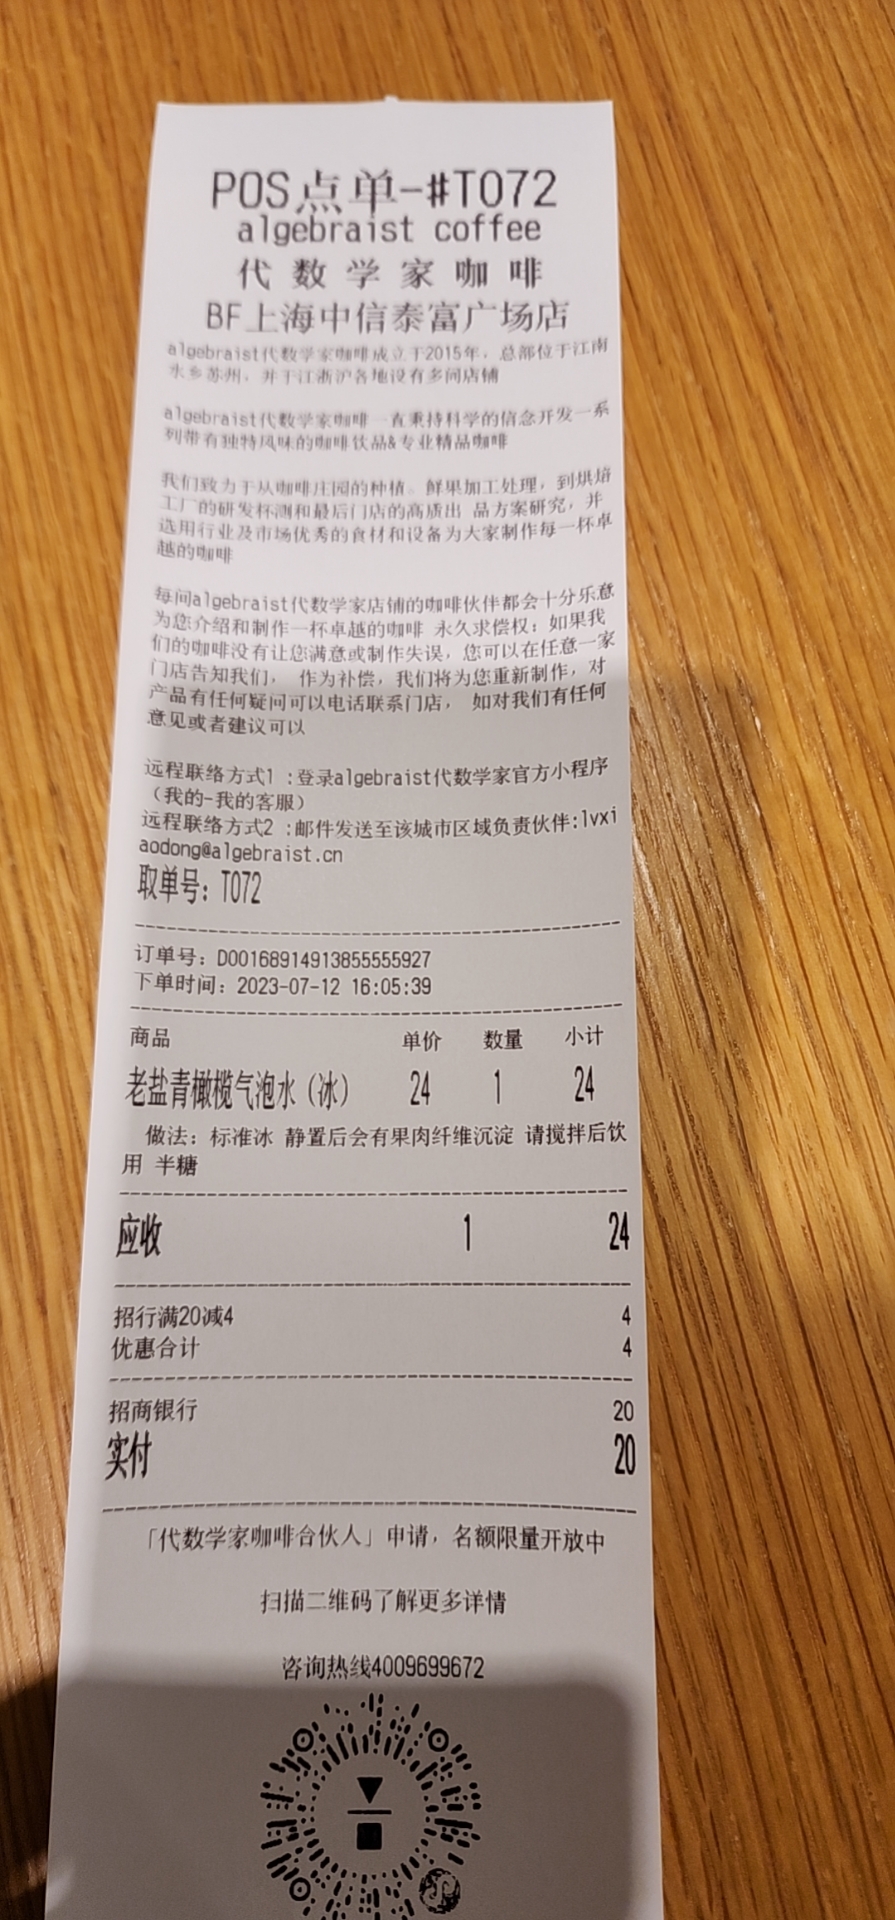 POS点单-#T072
algebraist coffee
代数学家咖啡
BF上海中信泰富广场店
algebraist代数学家咖啡成立于2015年，总部位于江南
水乡苏州，并于江浙沪各地设有多间店铺
algebraist代数学家咖啡一直秉持科学的信念开发一系
列带有独特风味的咖啡饮品&专业精品咖啡
我们致力于从咖啡庄园的种植。鲜果加工处理，到烘焙
工厂的研发杯测和最后门店的高质出 品方案研究，并
选用行业及市场优秀的食材和设备为大家制作每一杯卓
越的咖啡
每间algebraist代数学家店铺的咖啡伙伴都会十分乐意
为您介绍和制作一杯卓越的咖啡 永久求偿权：如果我
们的咖啡没有让您满意或制作失误，您可以在任意一家
门店告知我们， 作为补偿，我们将为您重新制作，对
产品有任何疑问可以电话联系门店， 如对我们有任何
意见或者建议可以
远程联络方式1 :登录algebraist代数学家官方小程序
（我的-我的客服）
远程联络方式2 :邮件发送至该城市区域负责伙伴:lvxi
aodong@algebraist.cn
取单号：T072
订单号：D00168914913855555927
下单时间：2023-07-12 16:05:39
商品 单价 数量 小计
老盐青橄榄气泡水（冰） 24 1 24
做法：标准冰 静置后会有果肉纤维沉淀 请搅拌后饮
用 半糖
应收 1 24
招行满20减4 4
优惠合计 4
招商银行 20
实付 20
「代数学家咖啡合伙人」申请，名额限量开放中
扫描二维码了解更多详情
咨询热线4009699672